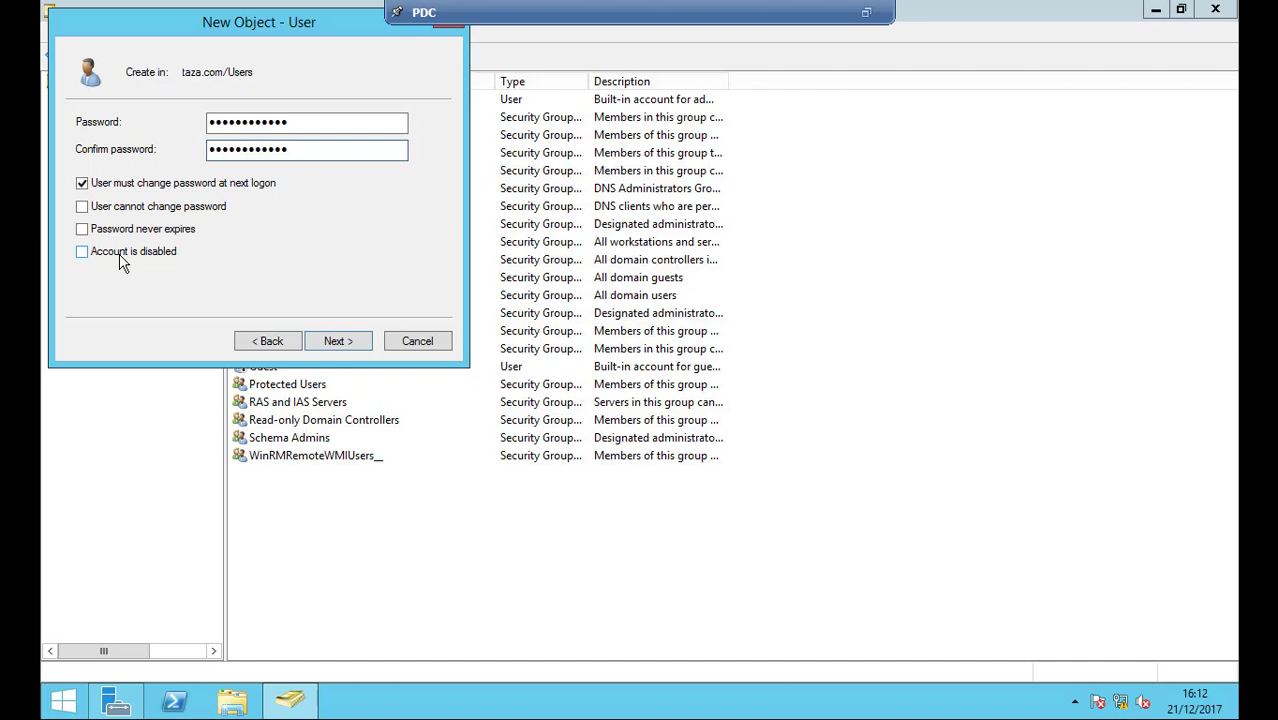 PDC
New Object - User
Create in: taza.com/Users
Password: ••••••••••••
Confirm password: ••••••••••••
User must change password at next logon
User cannot change password
Password never expires
Account is disabled
< Back Next > Cancel
Type Description
User Built-in account for ad...
Security Group... Members in this group c...
Security Group... Members of this group ...
Security Group... Members of this group t...
Security Group... Members in this group c...
Security Group... DNS Administrators Gro...
Security Group... DNS clients who are per...
Security Group... Designated administrato...
Security Group... All workstations and ser...
Security Group... All domain controllers i...
Security Group... All domain guests
Security Group... All domain users
Security Group... Designated administrato...
Security Group... Members of this group ...
Security Group... Members in this group c...
Guest User Built-in account for gue...
Protected Users Security Group... Members of this group ...
RAS and IAS Servers Security Group... Servers in this group can...
Read-only Domain Controllers Security Group... Members of this group ...
Schema Admins Security Group... Designated administrato...
WinRMRemoteWMIUsers__ Security Group... Members of this group ...
16:12
21/12/2017